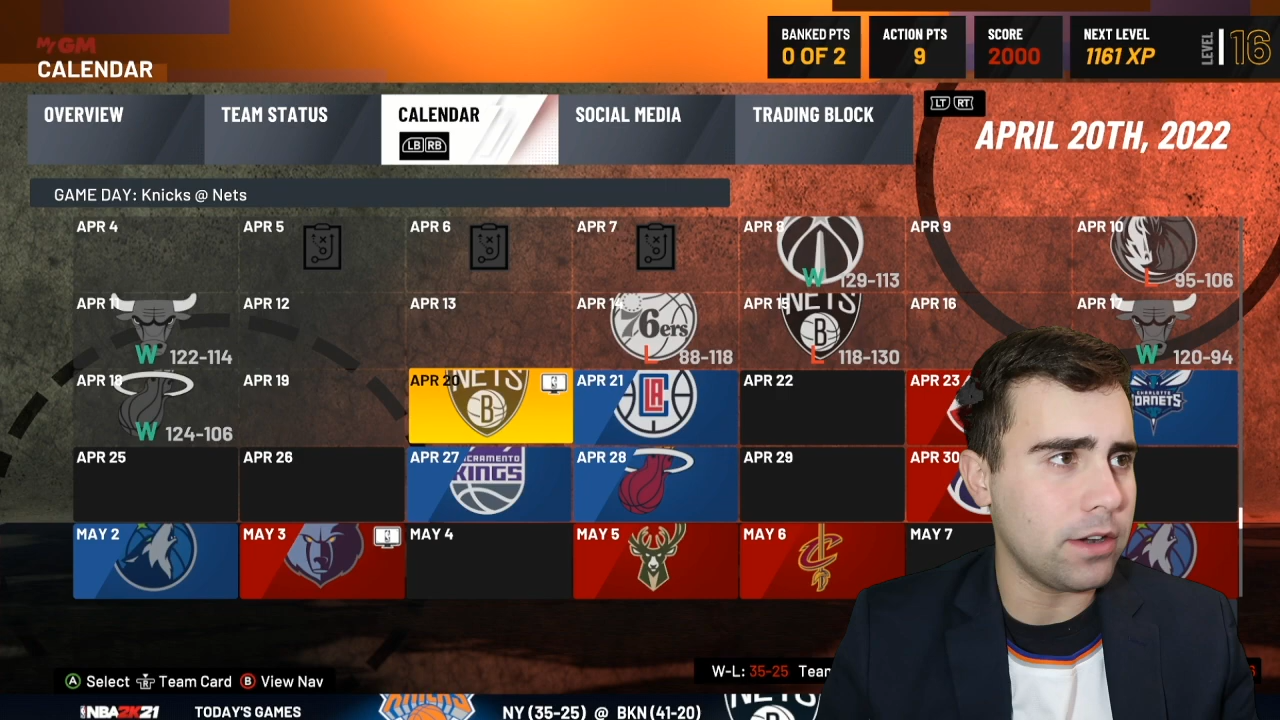 MyGM
CALENDAR
BANKED PTS
0 OF 2
ACTION PTS
9
SCORE
2000
NEXT LEVEL
1161 XP
LEVEL
16
OVERVIEW
TEAM STATUS
CALENDAR
LB RB
SOCIAL MEDIA
TRADING BLOCK
LT RT
APRIL 20TH, 2022
GAME DAY: Knicks @ Nets
APR 4
APR 5
APR 6
APR 7
APR 8
W 129-113
APR 9
APR 10
L 95-106
APR 11
W 122-114
APR 12
APR 13
APR 14
76ers
L 88-118
APR 15
NETS
B
L 118-130
APR 16
APR 17
W 120-94
APR 18
W 124-106
APR 19
APR 20
NETS
B
APR 21
LA
APR 22
APR 23
CHARLOTTE
HORNETS
APR 25
APR 26
APR 27
SACRAMENTO
KINGS
APR 28
APR 29
APR 30
MAY 2
MAY 3
MAY 4
MAY 5
MAY 6
MAY 7
W-L: 35-25
A Select R Team Card B View Nav
NBA2K21
TODAY'S GAMES
NY (35-25) @ BKN (41-20)
NETS